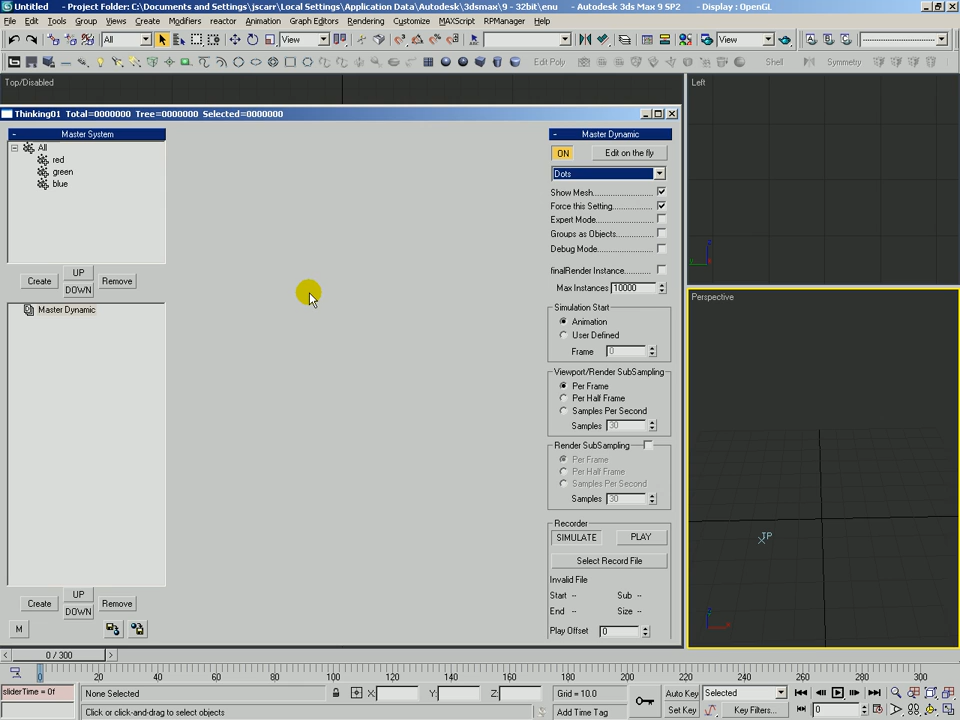 Untitled - Project Folder: C:\Documents and Settings\jscarr\Local Settings\Application Data\Autodesk\3dsmax\9 - 32bit\enu - Autodesk 3ds Max 9 SP2 - Display : OpenGL
File Edit Tools Group Views Create Modifiers reactor Animation Graph Editors Rendering Customize MAXScript RPManager Help
All View View
Edit Poly Shell Symmetry
Top/Disabled
Left
Thinking01 Total=0000000 Tree=0000000 Selected=0000000
- Master System
- Master Dynamic
All
red
green
blue
Create UP DOWN Remove
Master Dynamic
Create UP DOWN Remove
M
ON Edit on the fly
Dots
Show Mesh
Force this Setting
Expert Mode
Groups as Objects
Debug Mode
finalRender Instance
Max Instances 10000
Simulation Start
Animation
User Defined
Frame 0
Viewport/Render SubSampling
Per Frame
Per Half Frame
Samples Per Second
Samples 30
Render SubSampling
Per Frame
Per Half Frame
Samples Per Second
Samples 30
Recorder
SIMULATE PLAY
Select Record File
Invalid File
Start -- Sub --
End -- Size --
Play Offset 0
Perspective
TP
< 0 / 300 >
0 20 40 60 80 100 120 140 160 180 200 220 240 260 280 300
sliderTime = 0f None Selected X: Y: Z: Grid = 10.0 Auto Key Selected
Click or click-and-drag to select objects Add Time Tag Set Key Key Filters... 0